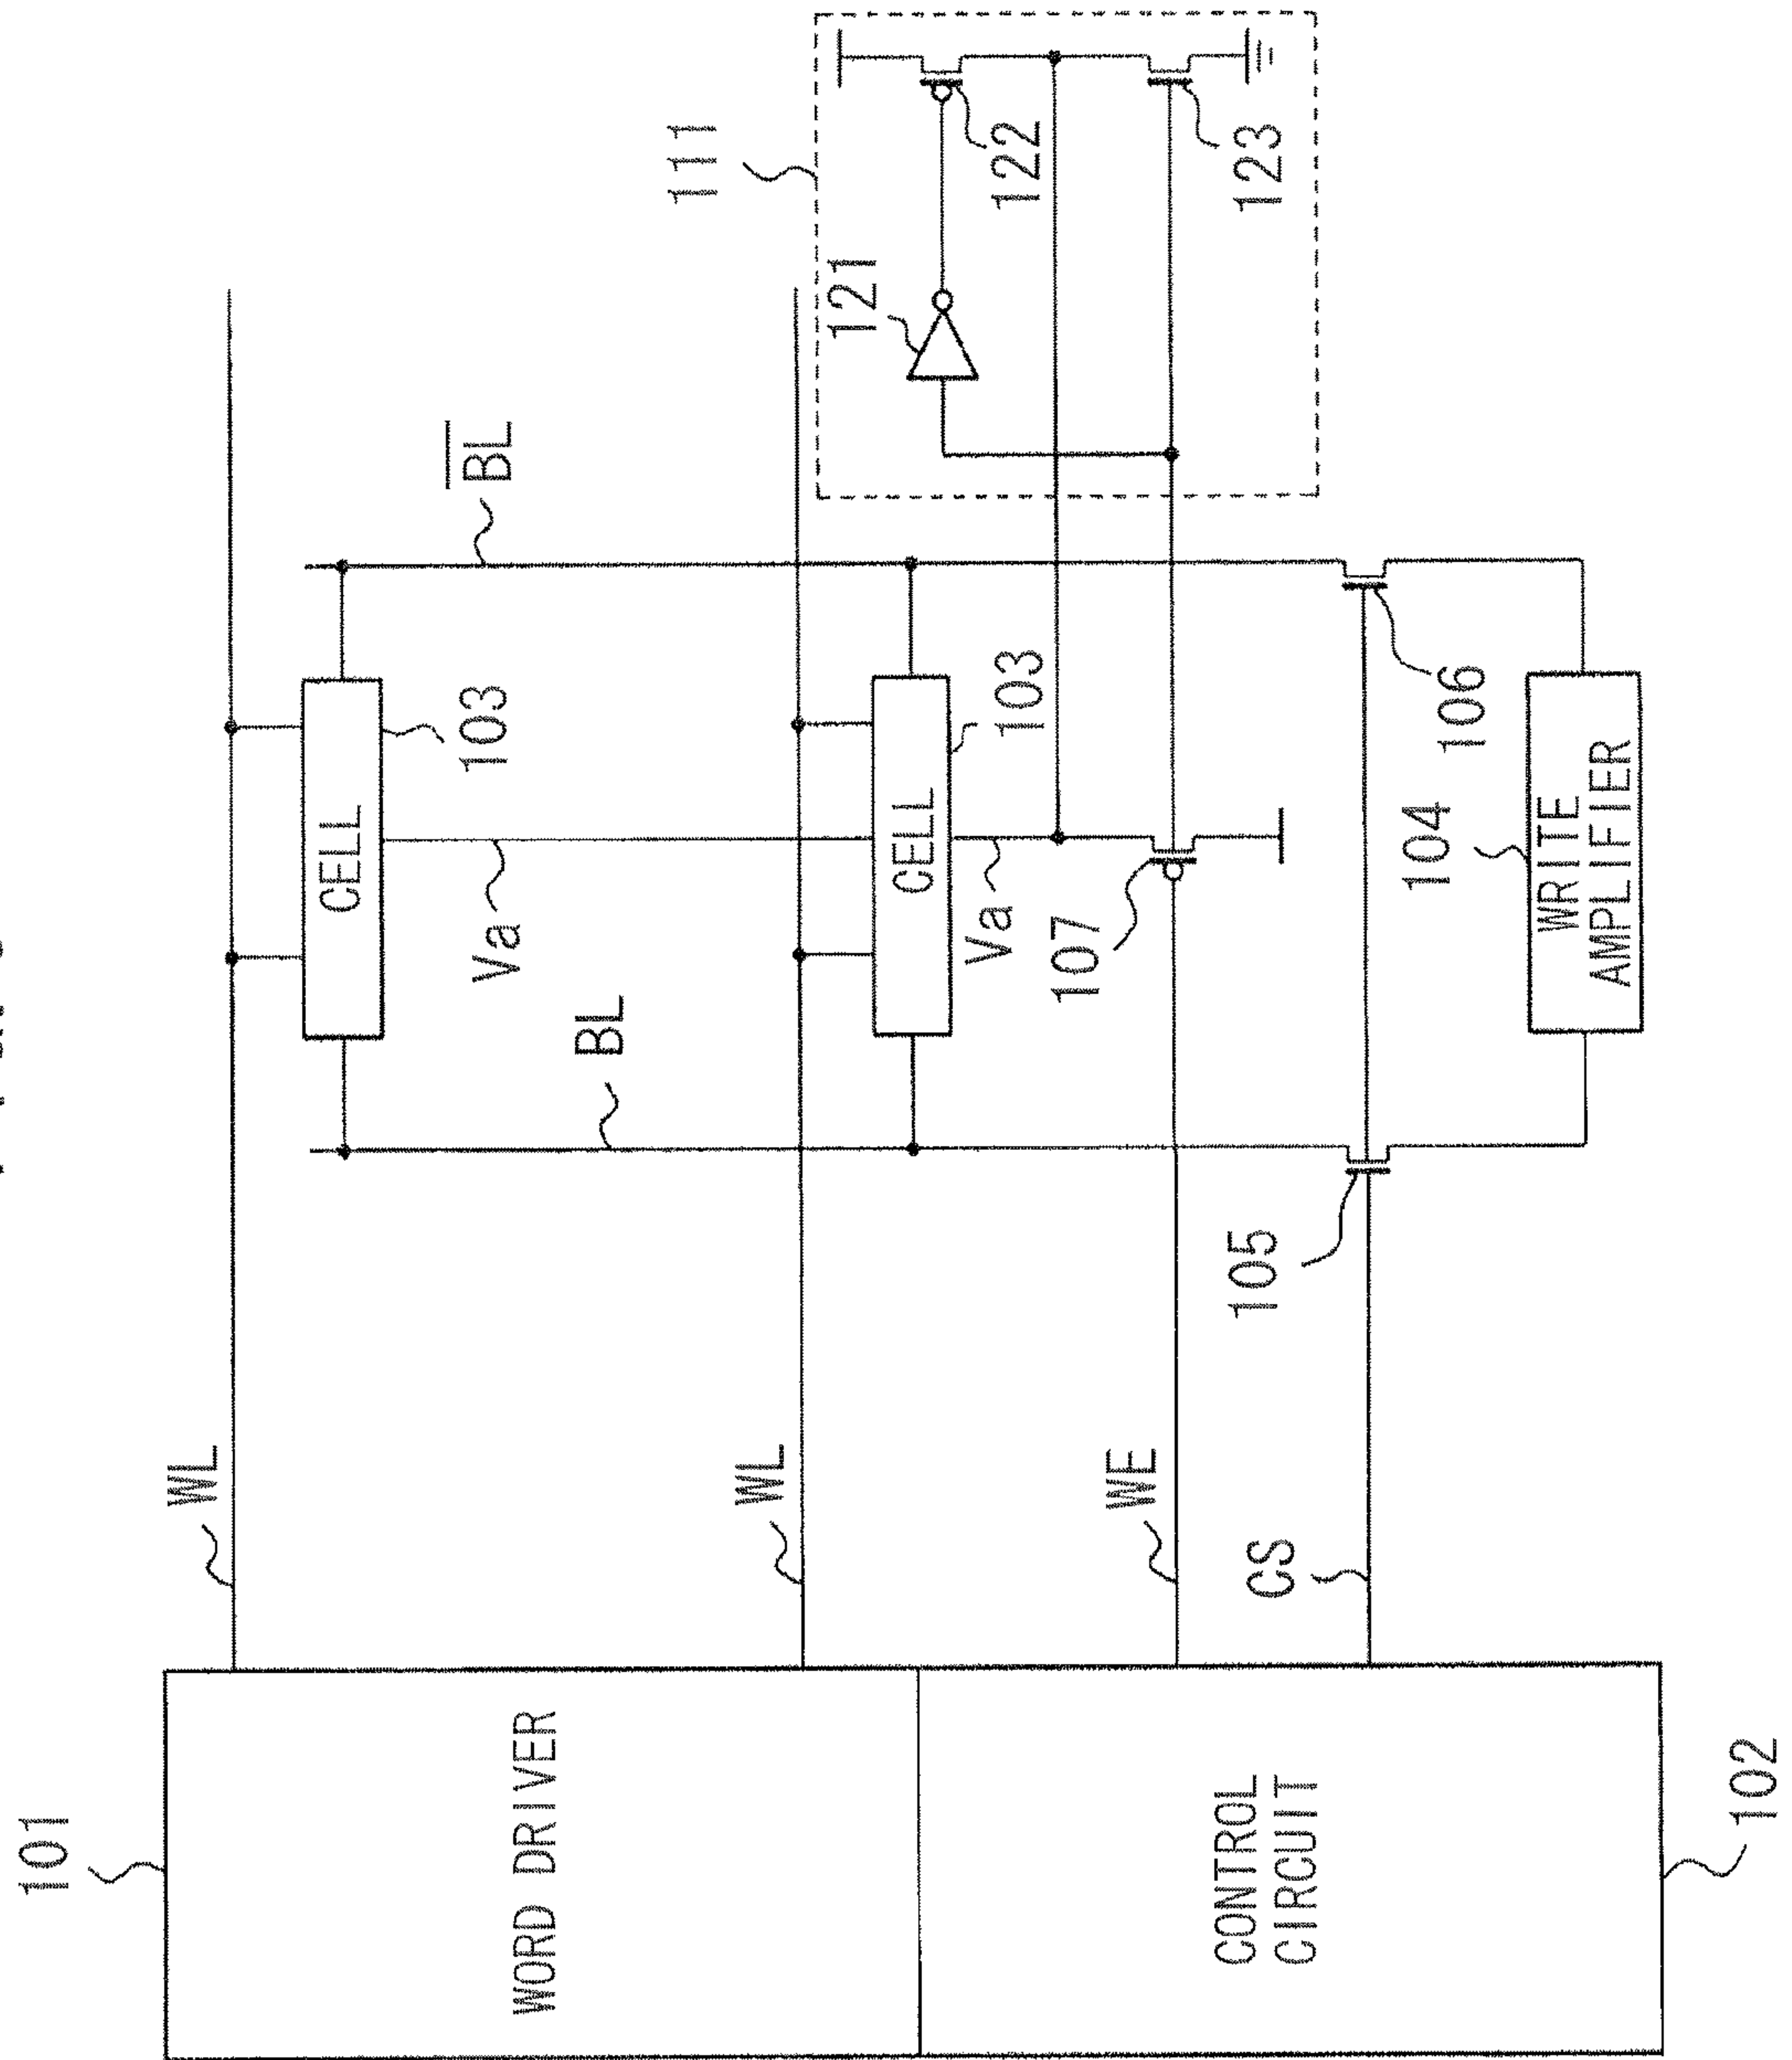 101
WL
CELL
103
B̅L̅
Va
WORD DRIVER
BL
111
WL
121
CELL
Va
103
122
107
WE
CONTROL
CIRCUIT
CS
105
123
104
106
WRITE
AMPLIFIER
102